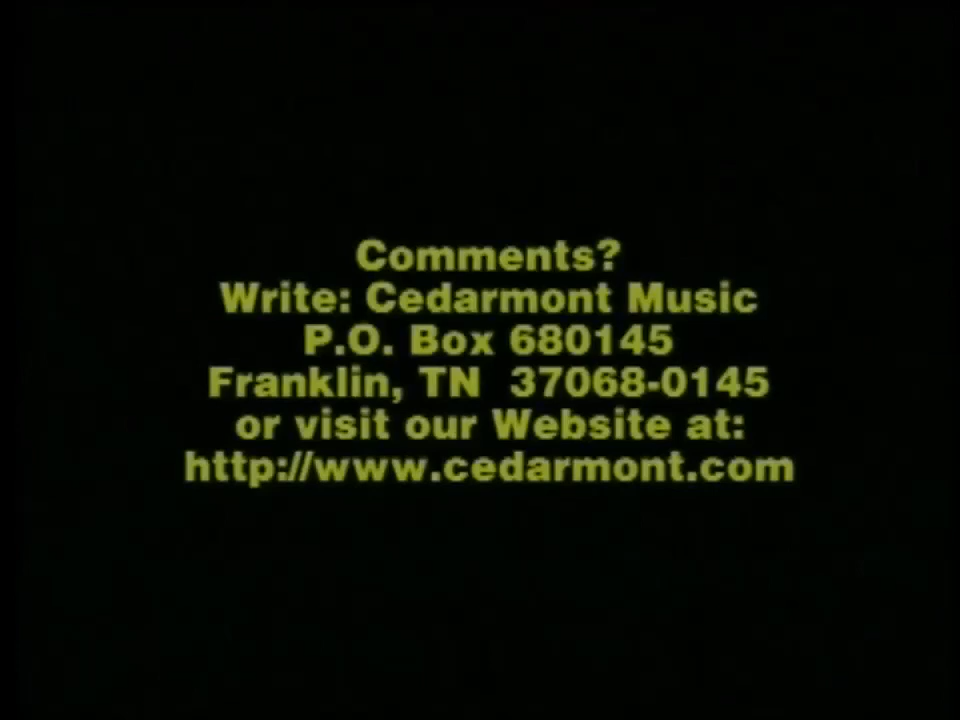 Comments?
Write: Cedarmont Music
P.O. Box 680145
Franklin, TN  37068-0145
or visit our Website at:
http://www.cedarmont.com